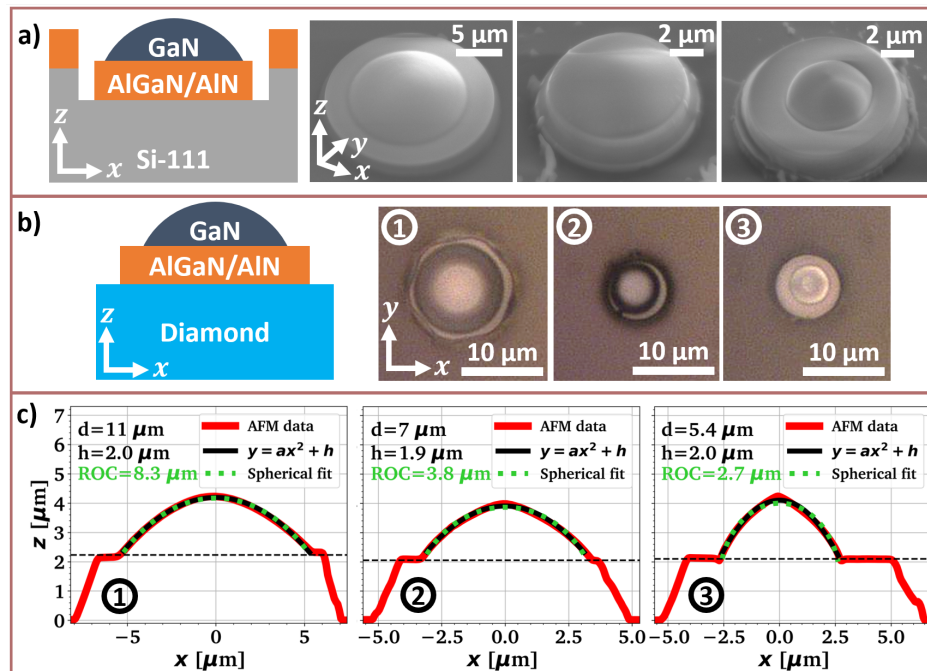 a)
GaN
AlGaN/AlN
Si-111
z
x
5 µm
z
y
x
2 µm
2 µm
b)
GaN
AlGaN/AlN
Diamond
z
x
①
y
x
10 µm
②
10 µm
③
10 µm
c)
z [µm]
7
6
5
4
3
2
1
0
d=11 µm
h=2.0 µm
ROC=8.3 µm
AFM data
y = ax² + h
Spherical fit
①
−5
0
5
x [µm]
d=7 µm
h=1.9 µm
ROC=3.8 µm
AFM data
y = ax² + h
Spherical fit
②
−5.0
−2.5
0.0
2.5
5.0
x [µm]
d=5.4 µm
h=2.0 µm
ROC=2.7 µm
AFM data
y = ax² + h
Spherical fit
③
−5.0
−2.5
0.0
2.5
5.0
x [µm]